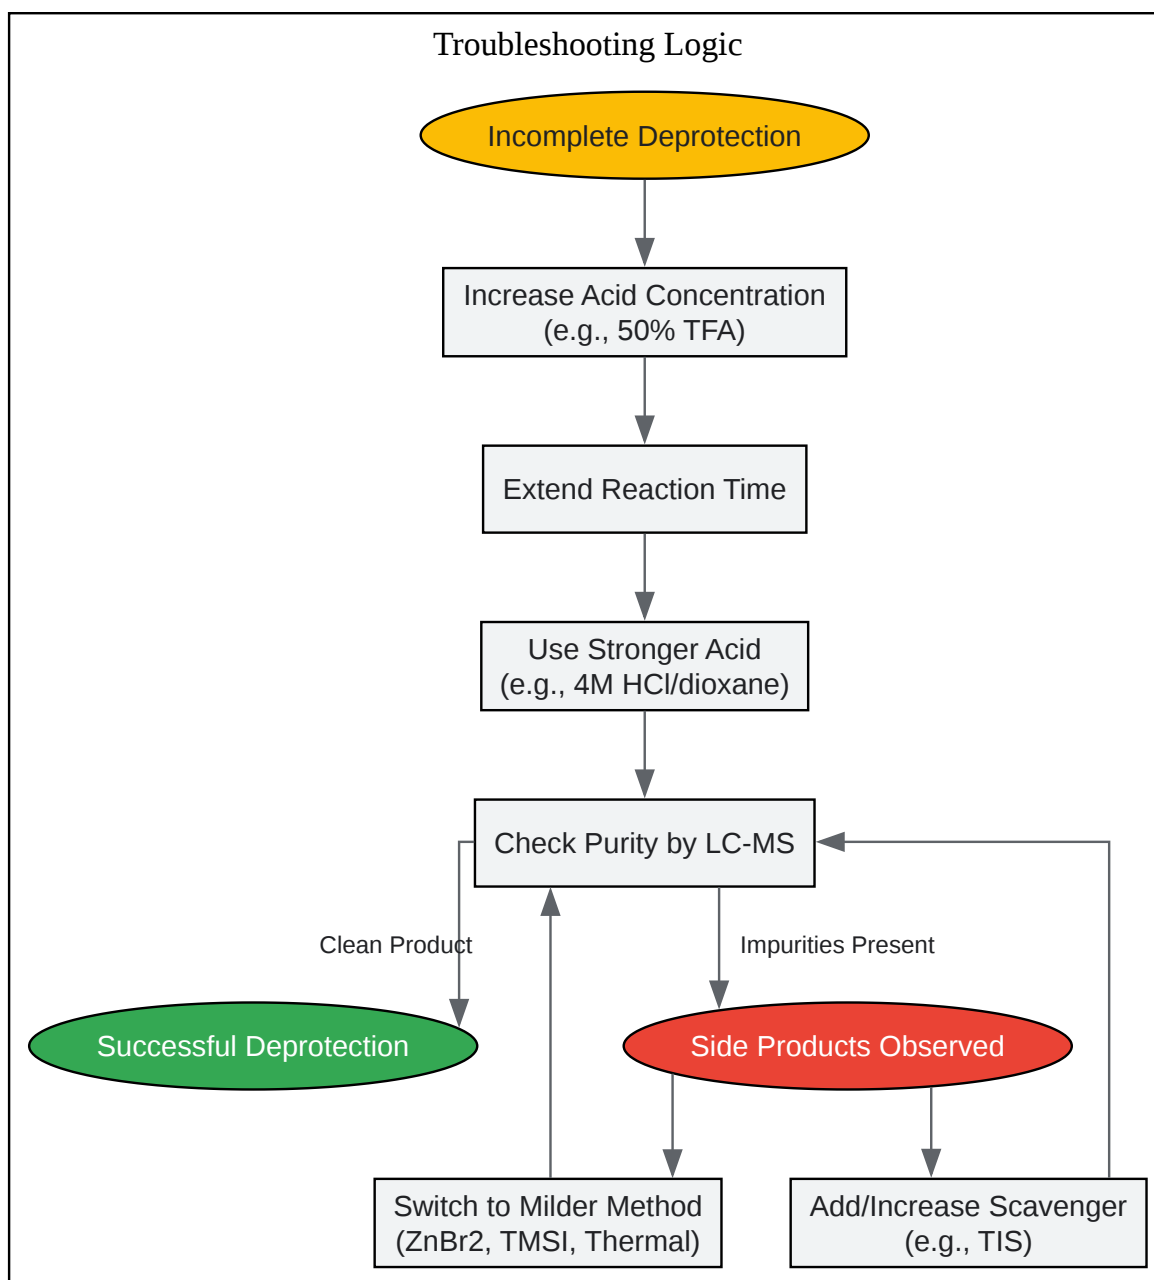 Troubleshooting Logic
Incomplete Deprotection
Increase Acid Concentration
(e.g., 50% TFA)
Extend Reaction Time
Use Stronger Acid
(e.g., 4M HCl/dioxane)
Check Purity by LC-MS
Clean Product
Impurities Present
Successful Deprotection
Side Products Observed
Switch to Milder Method
(ZnBr2, TMSI, Thermal)
Add/Increase Scavenger
(e.g., TIS)